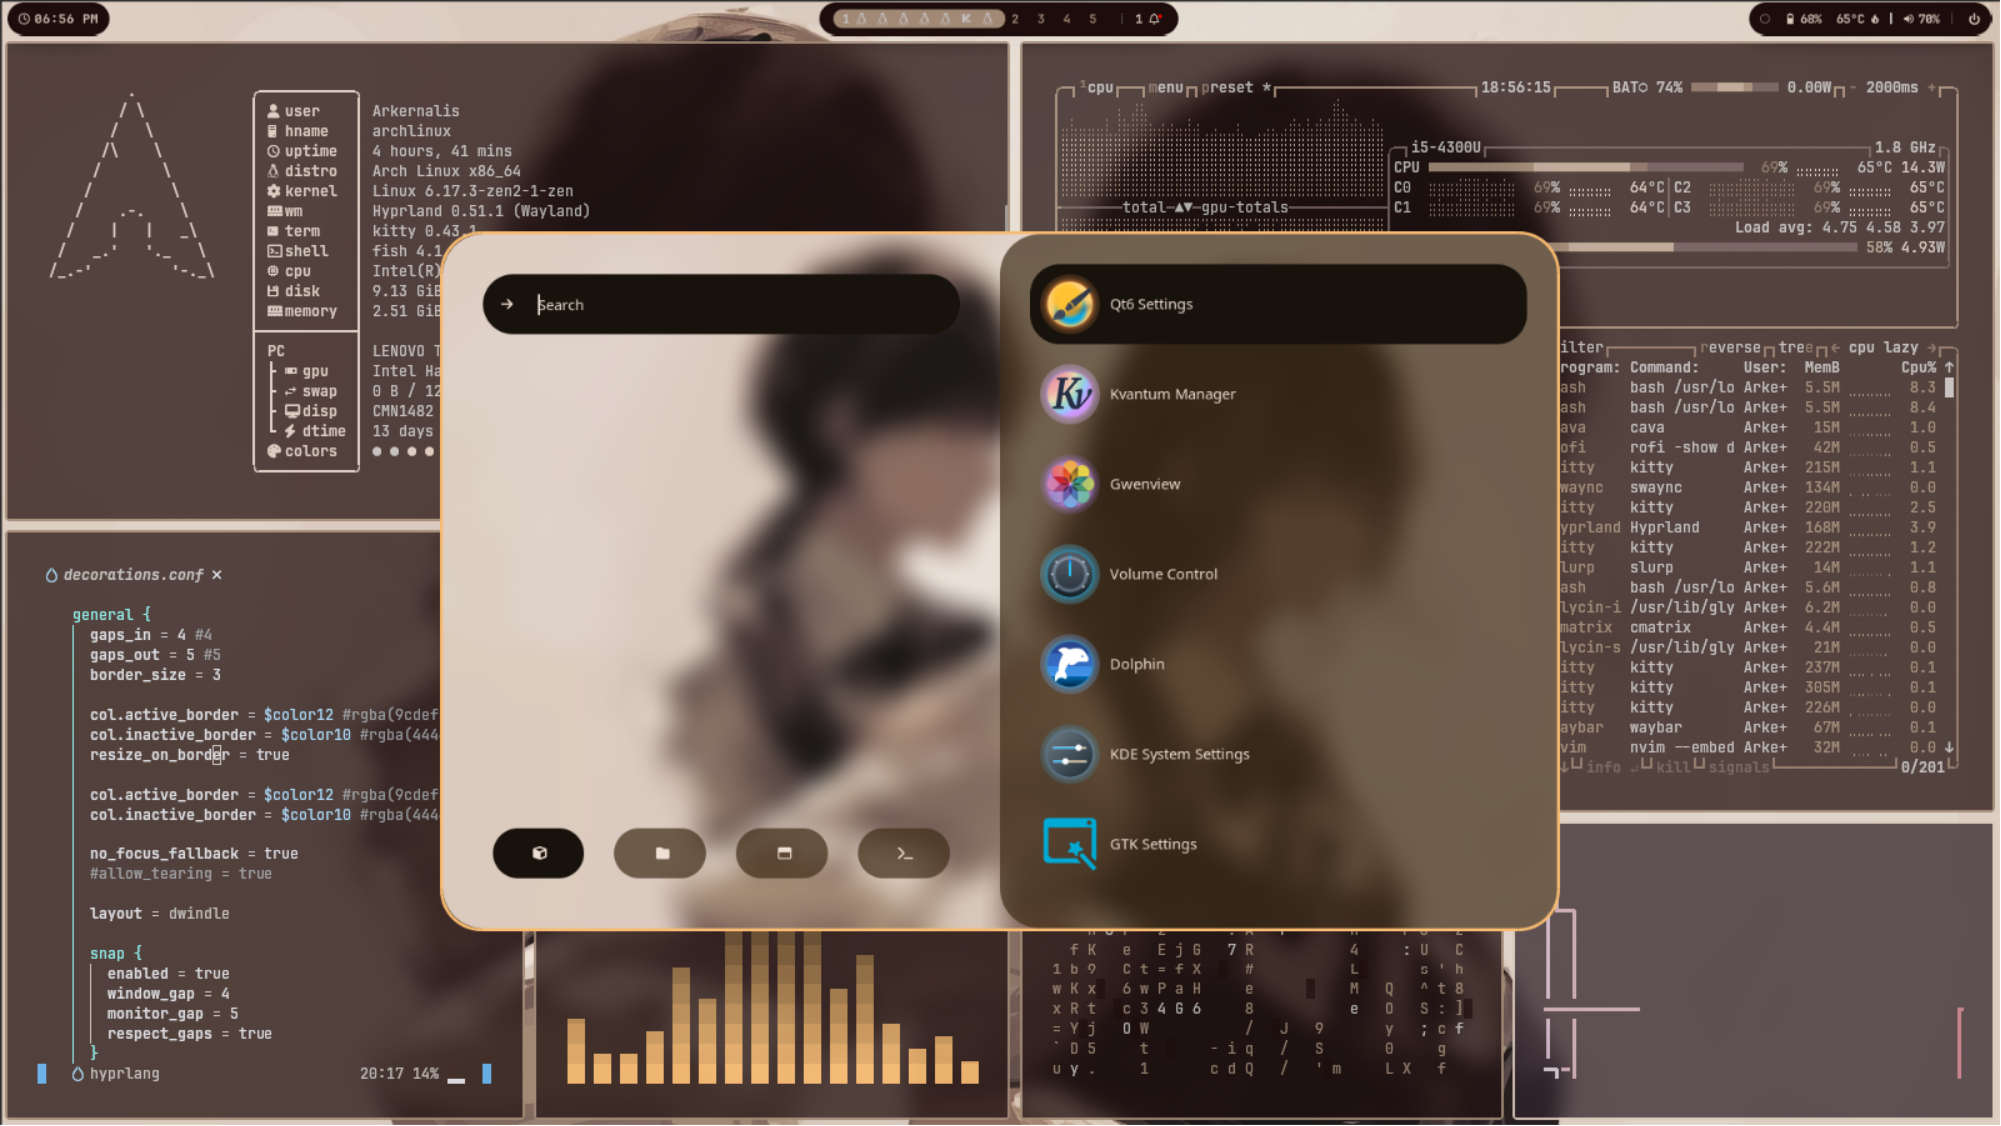 06:56 PM
1 2 3 4 5 | 1
68% 65°C | 70%
user Arkernalis
hname archlinux
uptime 4 hours, 41 mins
distro Arch Linux x86_64
kernel Linux 6.17.3-zen2-1-zen
wm Hyprland 0.51.1 (Wayland)
term kitty 0.43.1
shell fish 4.1
cpu Intel(R)
disk 9.13 GiB
memory 2.51 GiB
PC LENOVO T
gpu Intel Ha
swap 0 B / 12
disp CMN1482
dtime 13 days
colors
1cpu menu preset * 18:56:15 BAT 74% 0.00W - 2000ms +
i5-4300U 1.8 GHz
CPU 69% 65°C 14.3W
C0 69% 64°C C2 69% 65°C
C1 69% 64°C C3 69% 65°C
total gpu-totals
Load avg: 4.75 4.58 3.97
58% 4.93W
ilter reverse tree ← cpu lazy →
rogram: Command: User: MemB Cpu% ↑
ash bash /usr/lo Arke+ 5.5M 8.3
ash bash /usr/lo Arke+ 5.5M 8.4
ava cava Arke+ 15M 1.0
ofi rofi -show d Arke+ 42M 0.5
itty kitty Arke+ 215M 1.1
waync swaync Arke+ 134M 0.0
itty kitty Arke+ 220M 2.5
yprland Hyprland Arke+ 168M 3.9
itty kitty Arke+ 222M 1.2
lurp slurp Arke+ 14M 1.1
ash bash /usr/lo Arke+ 5.6M 0.8
lycin-i /usr/lib/gly Arke+ 6.2M 0.0
matrix cmatrix Arke+ 4.4M 0.5
lycin-s /usr/lib/gly Arke+ 21M 0.0
itty kitty Arke+ 237M 0.1
itty kitty Arke+ 305M 0.1
itty kitty Arke+ 226M 0.0
aybar waybar Arke+ 67M 0.1
vim nvim --embed Arke+ 32M 0.0 ↓
info kill signals 0/201
Search
Qt6 Settings
Kvantum Manager
Gwenview
Volume Control
Dolphin
KDE System Settings
GTK Settings
decorations.conf ×
general {
gaps_in = 4 #4
gaps_out = 5 #5
border_size = 3
col.active_border = $color12 #rgba(9cdef
col.inactive_border = $color10 #rgba(444
resize_on_border = true
col.active_border = $color12 #rgba(9cdef
col.inactive_border = $color10 #rgba(444
no_focus_fallback = true
#allow_tearing = true
layout = dwindle
snap {
enabled = true
window_gap = 4
monitor_gap = 5
respect_gaps = true
}
hyprlang 20:17 14%
f K e E j G 7 R 4 : U C
1 b 9 C t = f X # L s ' h
w K x 6 w P a H e M Q ^ t 8
x R t c 3 4 G 6 8 e O S : ]
= Y j O W / J 9 y ; c f
` D 5 t - i q / S 0 g
u y . 1 c d Q / ' m L X f